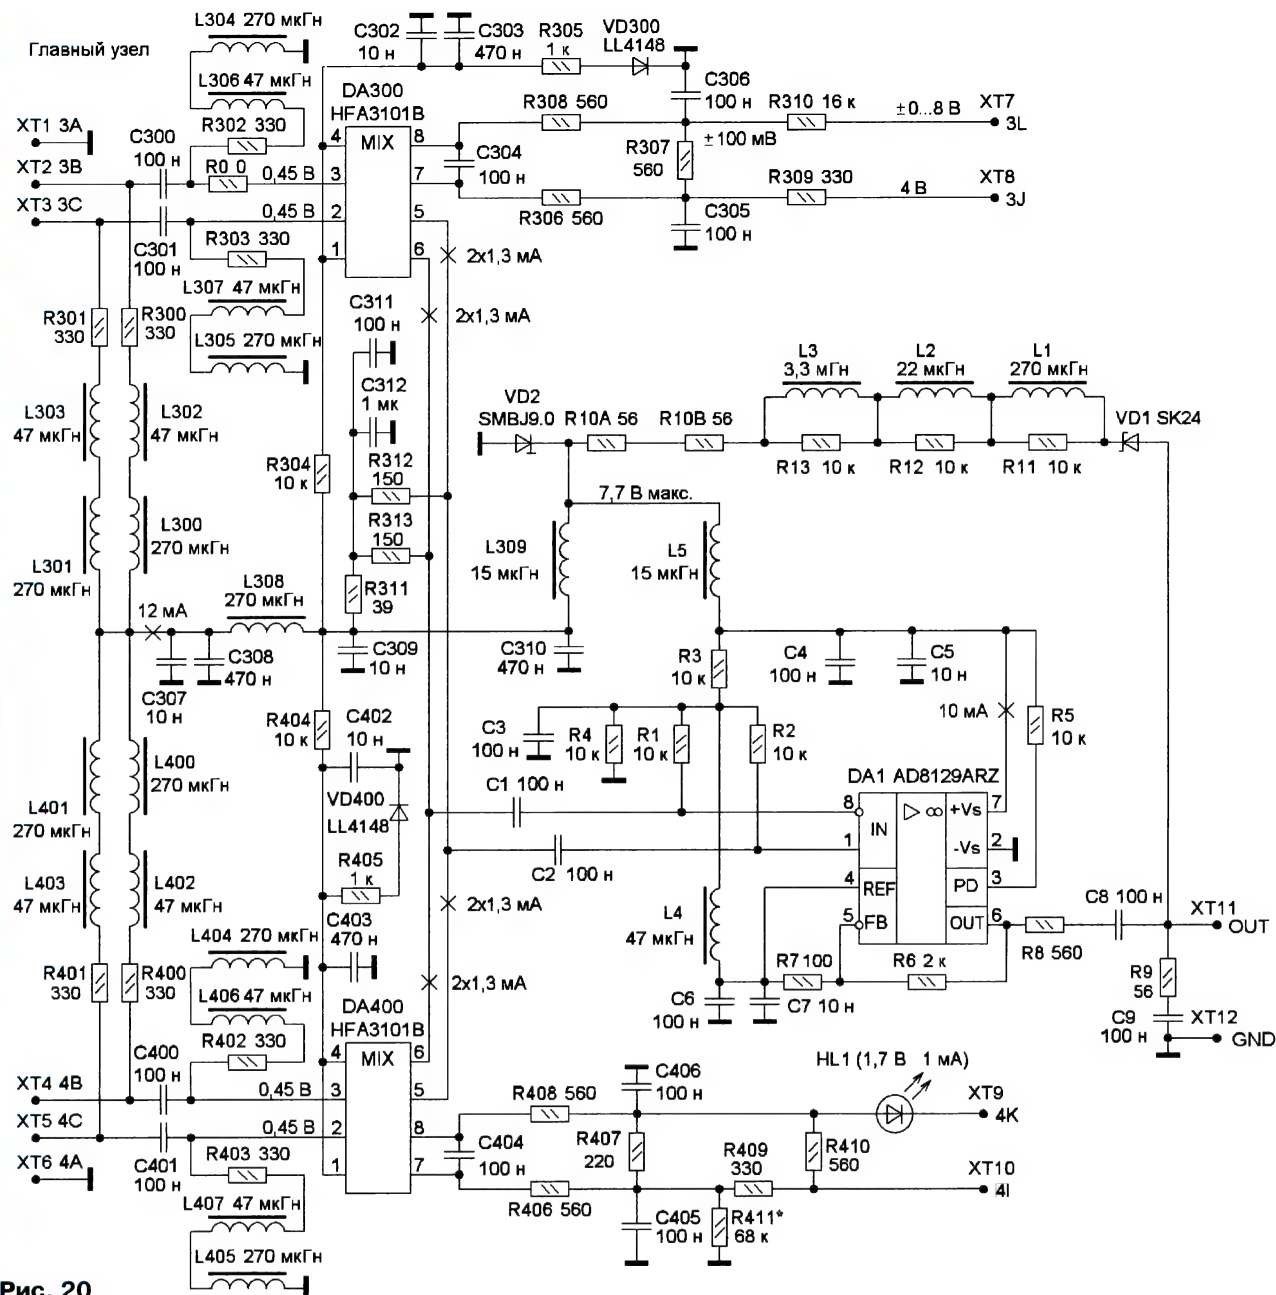 Главный узел
L304 270 мкГн
L306 47 мкГн
R302 330
C302
10 н
C303
470 н
R305
1 к
VD300
LL4148
C306
100 н
DA300
HFA3101B
MIX
4
3
2
1
8
7
5
6
R308 560
R310 16 к
±0...8 В
XT7
3L
±100 мВ
R307
560
C304
100 н
R306 560
R309 330
4 В
XT8
3J
C305
100 н
XT1 3A
XT2 3B
XT3 3C
C300
100 н
R0 0
0,45 В
0,45 В
C301
100 н
R303 330
L307 47 мкГн
L305 270 мкГн
2x1,3 мА
2x1,3 мА
R301
330
R300
330
C311
100 н
C312
1 мк
R312
150
R313
150
R311
39
R304
10 к
L303
47 мкГн
L302
47 мкГн
L300
270 мкГн
L301
270 мкГн
L308
270 мкГн
12 мА
C308
470 н
C307
10 н
C309
10 н
C310
470 н
VD2
SMBJ9.0
R10A 56
R10B 56
L3
3,3 мГн
L2
22 мкГн
L1
270 мкГн
VD1 SK24
R13 10 к
R12 10 к
R11 10 к
7,7 В макс.
L309
15 мкГн
L5
15 мкГн
R3
10 к
C4
100 н
C5
10 н
10 мА
R5
10 к
R404
10 к
C402
10 н
VD400
LL4148
R405
1 к
C403
470 н
C3
100 н
R4
10 к
R1
10 к
R2
10 к
C1 100 н
C2 100 н
DA1 AD8129ARZ
8
1
4
5
IN
REF
FB
▷ ∞
+Vs
-Vs
PD
OUT
7
2
3
6
L400
270 мкГн
L401
270 мкГн
L403
47 мкГн
L402
47 мкГн
2x1,3 мА
2x1,3 мА
L4
47 мкГн
C6
100 н
R7 100
C7 10 н
R6 2 к
R8 560
C8 100 н
XT11
OUT
R9
56
C9
100 н
XT12
GND
L404 270 мкГн
L406 47 мкГн
R402 330
R401
330
R400
330
DA400
HFA3101B
MIX
4
3
2
1
6
5
8
7
C400
100 н
XT4 4B
XT5 4C
XT6 4A
0,45 В
0,45 В
C401
100 н
R403 330
L407 47 мкГн
L405 270 мкГн
C404
100 н
R408 560
R406 560
C406
100 н
R407
220
C405
100 н
R409
330
R411*
68 к
R410
560
HL1 (1,7 В 1 мА)
XT9
4K
XT10
4I
Рис. 20